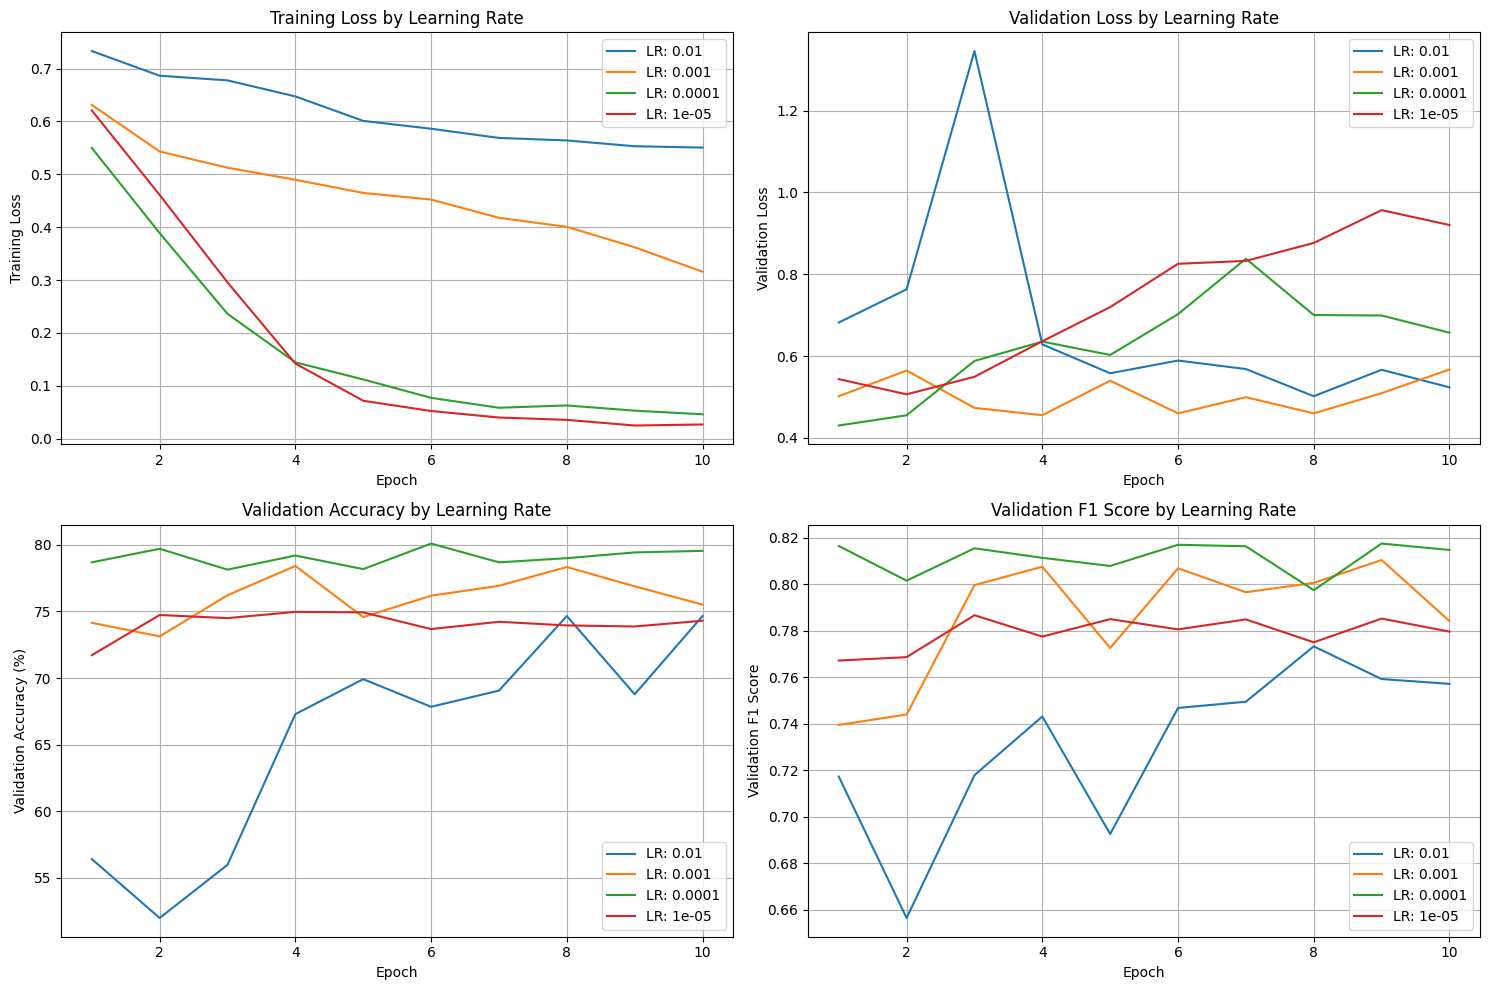 Training Loss by Learning Rate
Training Loss
0.7
0.6
0.5
0.4
0.3
0.2
0.1
0.0
2 4 6 8 10
Epoch
LR: 0.01
LR: 0.001
LR: 0.0001
LR: 1e-05
Validation Loss by Learning Rate
Validation Loss
1.2
1.0
0.8
0.6
0.4
2 4 6 8 10
Epoch
LR: 0.01
LR: 0.001
LR: 0.0001
LR: 1e-05
Validation Accuracy by Learning Rate
Validation Accuracy (%)
80
75
70
65
60
55
2 4 6 8 10
Epoch
LR: 0.01
LR: 0.001
LR: 0.0001
LR: 1e-05
Validation F1 Score by Learning Rate
Validation F1 Score
0.82
0.80
0.78
0.76
0.74
0.72
0.70
0.68
0.66
2 4 6 8 10
Epoch
LR: 0.01
LR: 0.001
LR: 0.0001
LR: 1e-05